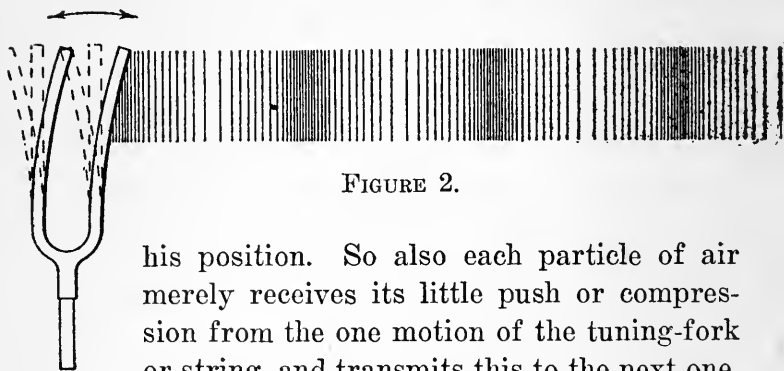 FIGURE 2.
his position. So also each particle of air
merely receives its little push or compres-
sion from the one motion of the tuning-fork
or string, and transmits this to the next one